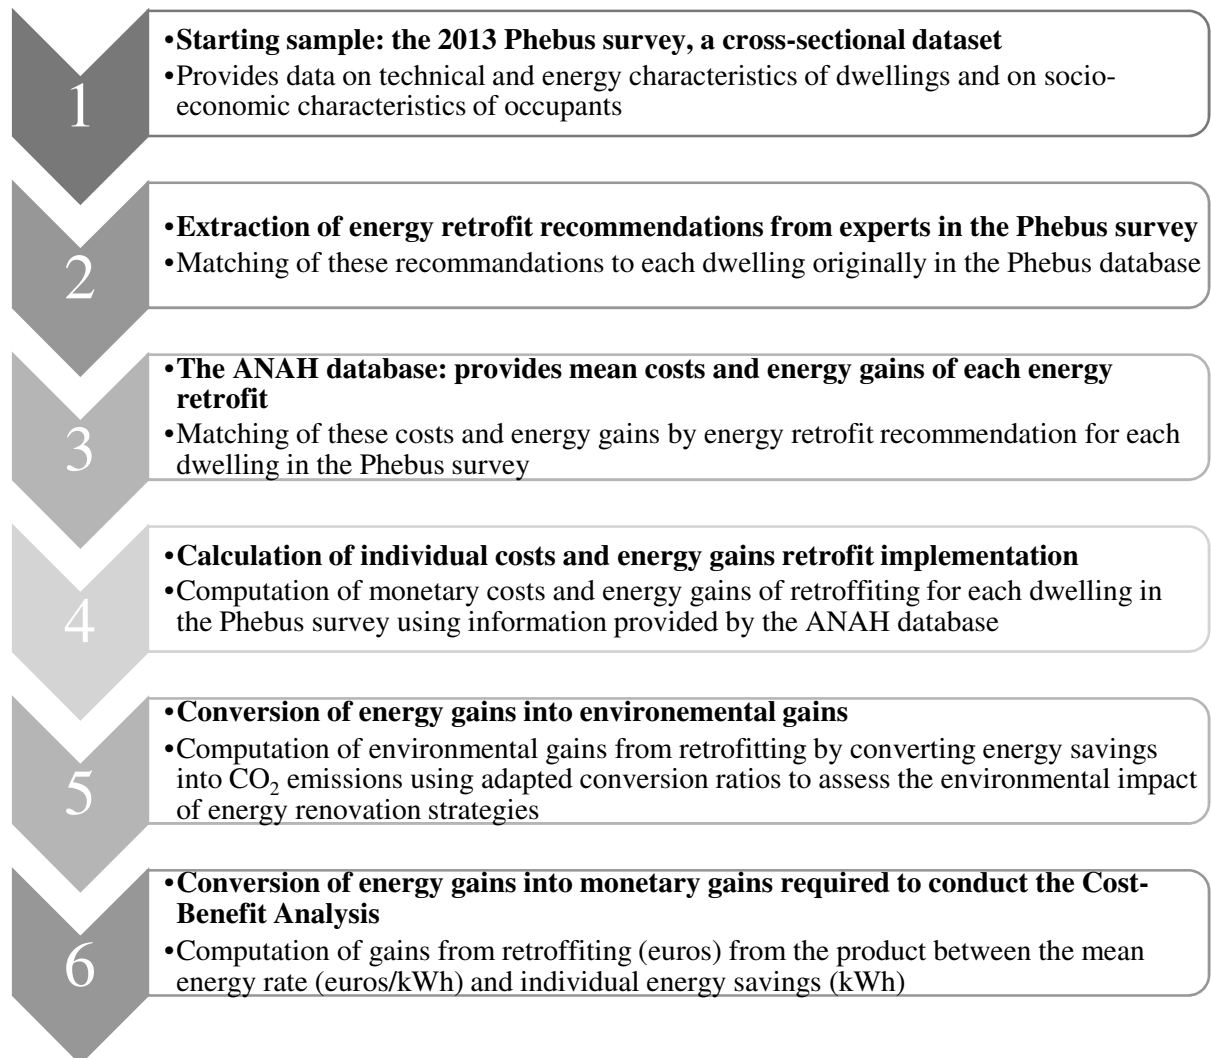 1
•Starting sample: the 2013 Phebus survey, a cross-sectional dataset
•Provides data on technical and energy characteristics of dwellings and on socio-
economic characteristics of occupants
2
•Extraction of energy retrofit recommendations from experts in the Phebus survey
•Matching of these recommandations to each dwelling originally in the Phebus database
3
•The ANAH database: provides mean costs and energy gains of each energy
retrofit
•Matching of these costs and energy gains by energy retrofit recommendation for each
dwelling in the Phebus survey
4
•Calculation of individual costs and energy gains retrofit implementation
•Computation of monetary costs and energy gains of retroffiting for each dwelling in
the Phebus survey using information provided by the ANAH database
5
•Conversion of energy gains into environemental gains
•Computation of environmental gains from retrofitting by converting energy savings
into CO₂ emissions using adapted conversion ratios to assess the environmental impact
of energy renovation strategies
6
•Conversion of energy gains into monetary gains required to conduct the Cost-
Benefit Analysis
•Computation of gains from retroffiting (euros) from the product between the mean
energy rate (euros/kWh) and individual energy savings (kWh)